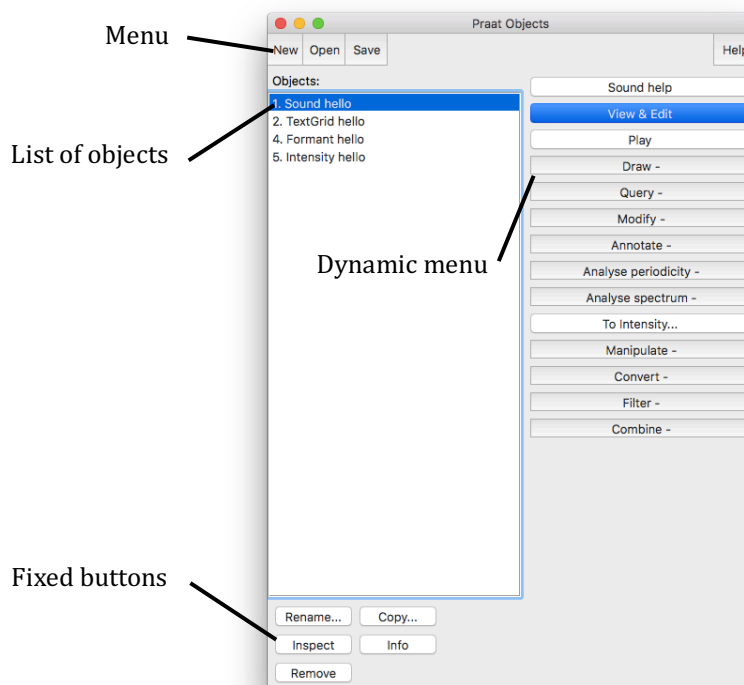 Praat Objects
Menu
New Open Save Help
Objects:
1. Sound hello
2. TextGrid hello
4. Formant hello
5. Intensity hello
List of objects
Sound help
View & Edit
Play
Draw -
Query -
Modify -
Annotate -
Analyse periodicity -
Analyse spectrum -
To Intensity...
Manipulate -
Convert -
Filter -
Combine -
Dynamic menu
Fixed buttons
Rename... Copy...
Inspect Info
Remove